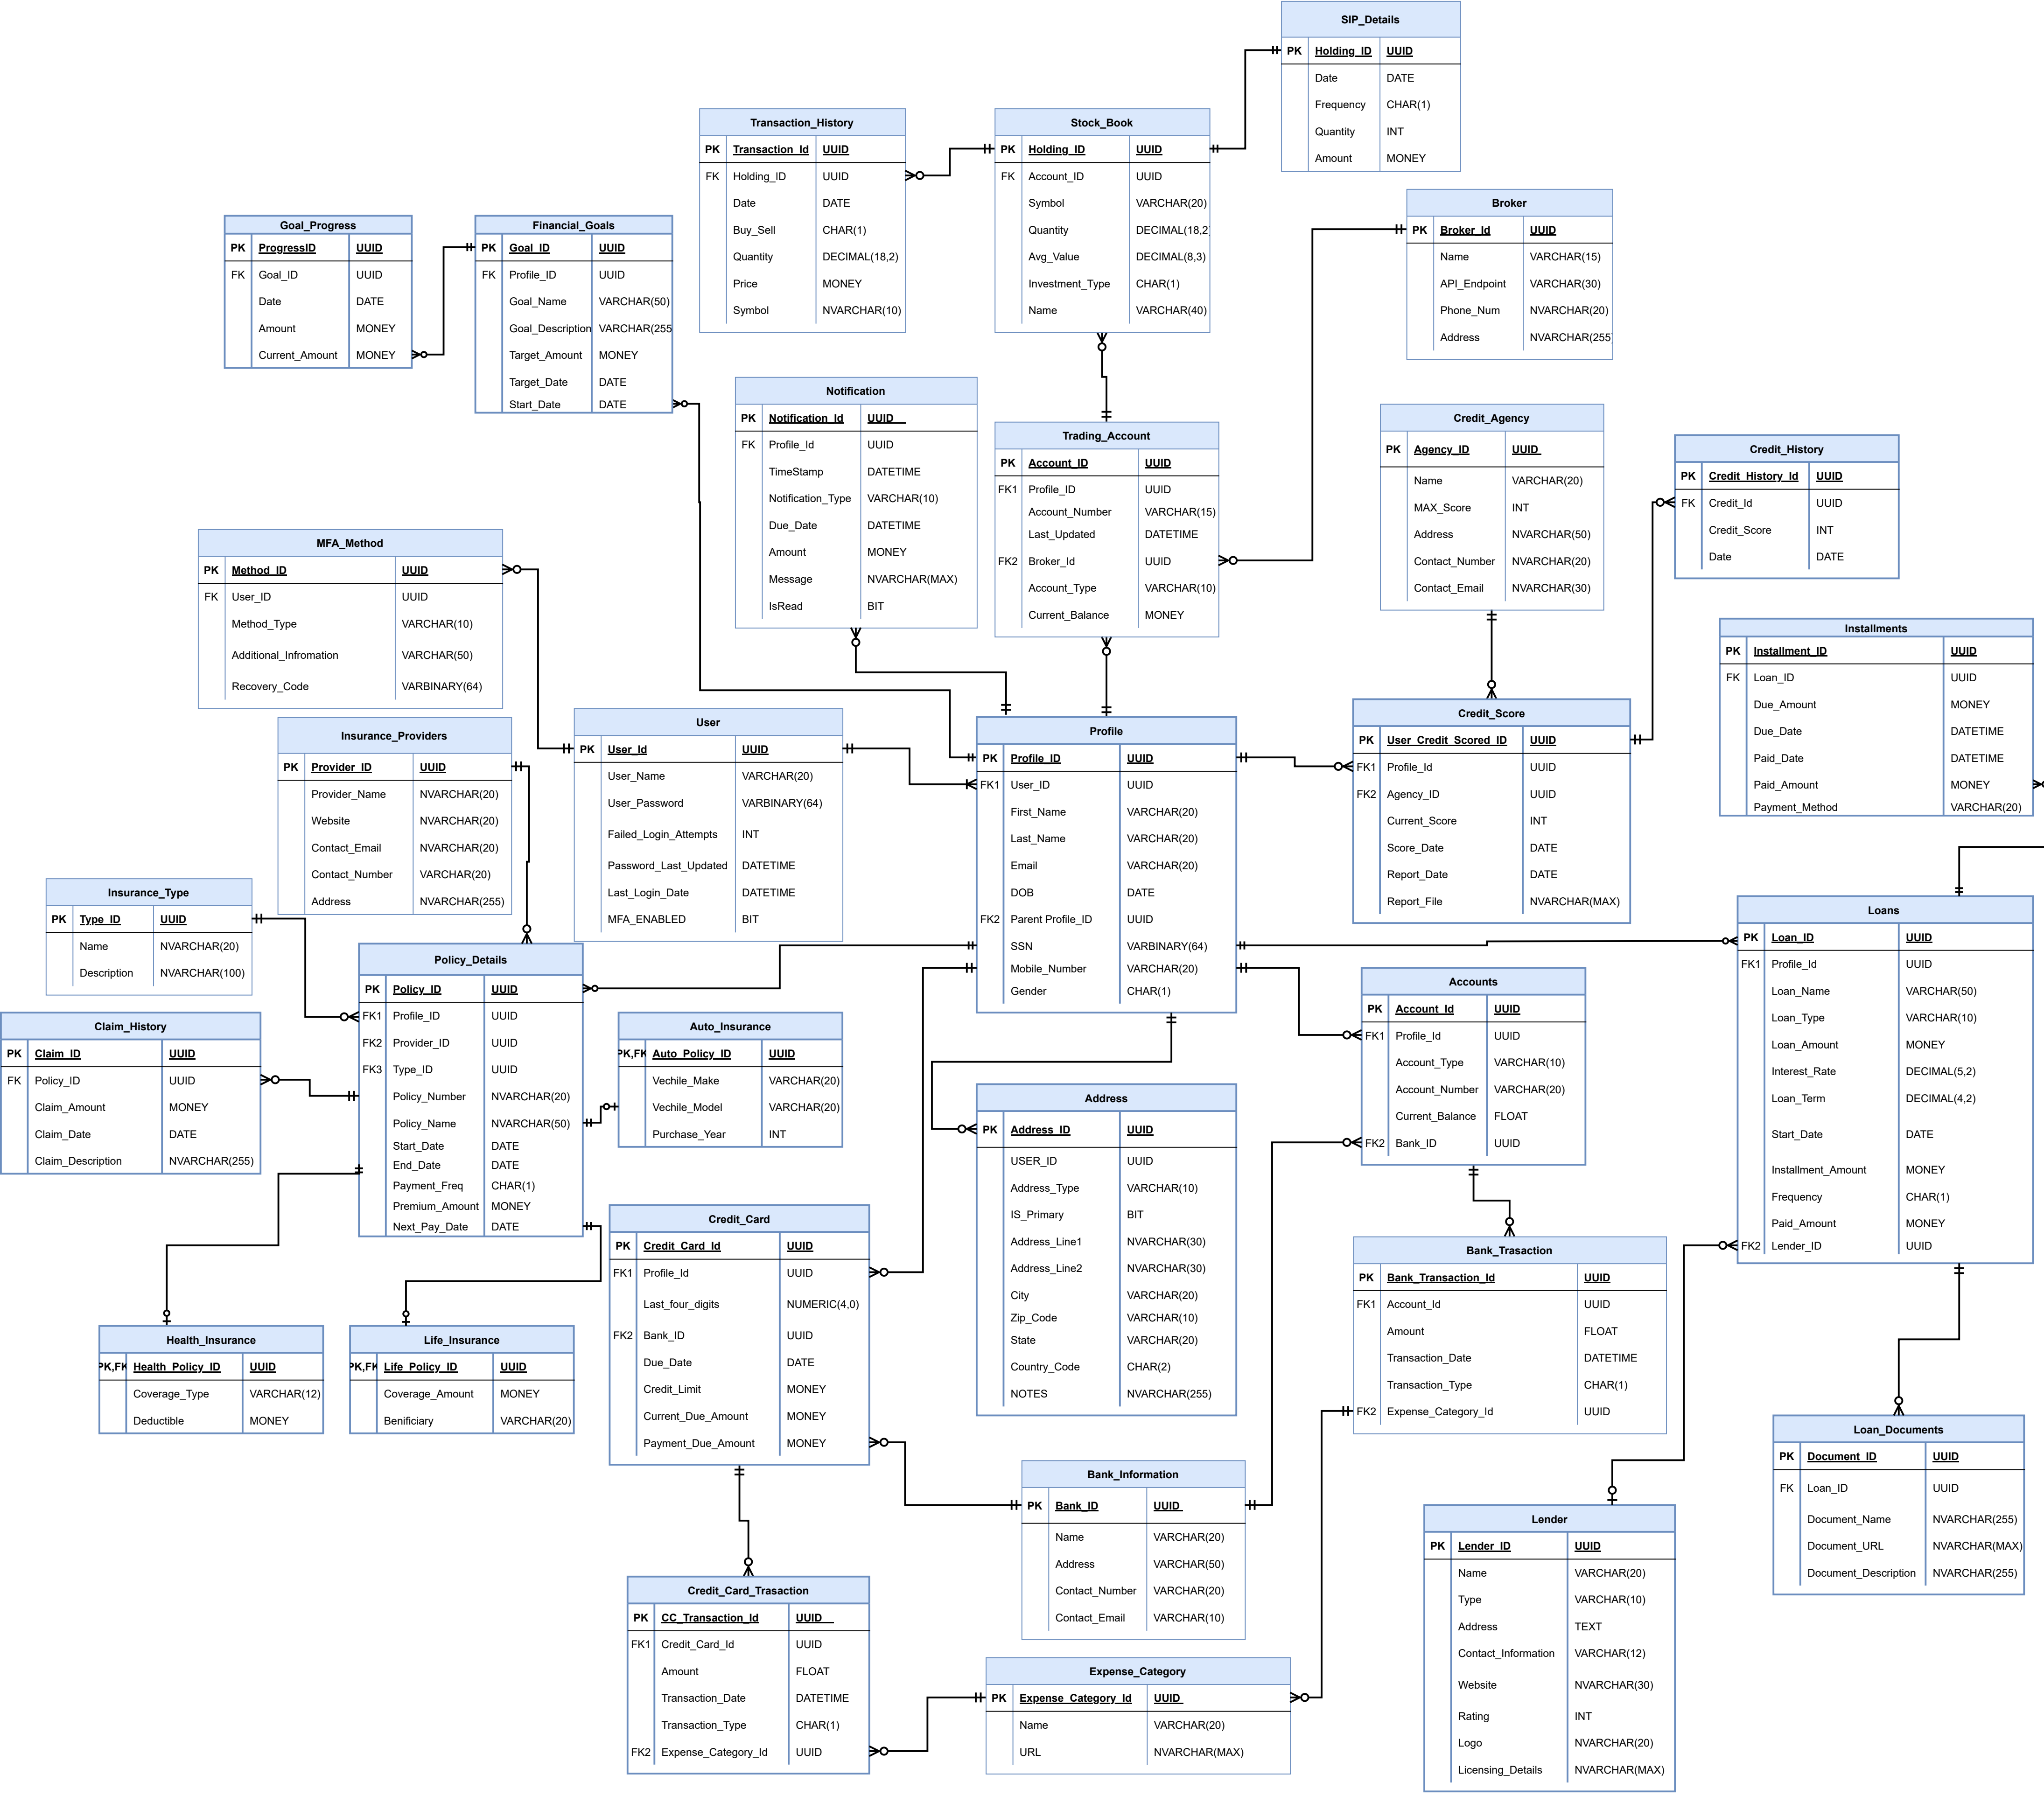 SIP_Details
PK Holding_ID UUID
Date DATE
Frequency CHAR(1)
Quantity INT
Amount MONEY
Transaction_History
PK Transaction_Id UUID
FK Holding_ID UUID
Date DATE
Buy_Sell CHAR(1)
Quantity DECIMAL(18,2)
Price MONEY
Symbol NVARCHAR(10)
Stock_Book
PK Holding_ID UUID
FK Account_ID UUID
Symbol VARCHAR(20)
Quantity DECIMAL(18,2
Avg_Value DECIMAL(8,3)
Investment_Type CHAR(1)
Name VARCHAR(40)
Broker
PK Broker_Id UUID
Name VARCHAR(15)
API_Endpoint VARCHAR(30)
Phone_Num NVARCHAR(20)
Address NVARCHAR(255)
Goal_Progress
PK ProgressID UUID
FK Goal_ID UUID
Date DATE
Amount MONEY
Current_Amount MONEY
Financial_Goals
PK Goal_ID UUID
FK Profile_ID UUID
Goal_Name VARCHAR(50)
Goal_Description VARCHAR(255
Target_Amount MONEY
Target_Date DATE
Start_Date DATE
Notification
PK Notification_Id UUID
FK Profile_Id UUID
TimeStamp DATETIME
Notification_Type VARCHAR(10)
Due_Date DATETIME
Amount MONEY
Message NVARCHAR(MAX)
IsRead BIT
Trading_Account
PK Account_ID UUID
FK1 Profile_ID UUID
Account_Number VARCHAR(15)
Last_Updated DATETIME
FK2 Broker_Id UUID
Account_Type VARCHAR(10)
Current_Balance MONEY
Credit_Agency
PK Agency_ID UUID
Name VARCHAR(20)
MAX_Score INT
Address NVARCHAR(50)
Contact_Number NVARCHAR(20)
Contact_Email NVARCHAR(30)
Credit_History
PK Credit_History_Id UUID
FK Credit_Id UUID
Credit_Score INT
Date DATE
MFA_Method
PK Method_ID UUID
FK User_ID UUID
Method_Type VARCHAR(10)
Additional_Infromation VARCHAR(50)
Recovery_Code VARBINARY(64)
Installments
PK Installment_ID UUID
FK Loan_ID UUID
Due_Amount MONEY
Due_Date DATETIME
Paid_Date DATETIME
Paid_Amount MONEY
Payment_Method VARCHAR(20)
Insurance_Providers
PK Provider_ID UUID
Provider_Name NVARCHAR(20)
Website NVARCHAR(20)
Contact_Email NVARCHAR(20)
Contact_Number VARCHAR(20)
Address NVARCHAR(255)
User
PK User_Id UUID
User_Name VARCHAR(20)
User_Password VARBINARY(64)
Failed_Login_Attempts INT
Password_Last_Updated DATETIME
Last_Login_Date DATETIME
MFA_ENABLED BIT
Profile
PK Profile_ID UUID
FK1 User_ID UUID
First_Name VARCHAR(20)
Last_Name VARCHAR(20)
Email VARCHAR(20)
DOB DATE
FK2 Parent Profile_ID UUID
SSN VARBINARY(64)
Mobile_Number VARCHAR(20)
Gender CHAR(1)
Credit_Score
PK User_Credit_Scored_ID UUID
FK1 Profile_Id UUID
FK2 Agency_ID UUID
Current_Score INT
Score_Date DATE
Report_Date DATE
Report_File NVARCHAR(MAX)
Insurance_Type
PK Type_ID UUID
Name NVARCHAR(20)
Description NVARCHAR(100)
Loans
PK Loan_ID UUID
FK1 Profile_Id UUID
Loan_Name VARCHAR(50)
Loan_Type VARCHAR(10)
Loan_Amount MONEY
Interest_Rate DECIMAL(5,2)
Loan_Term DECIMAL(4,2)
Start_Date DATE
Installment_Amount MONEY
Frequency CHAR(1)
Paid_Amount MONEY
FK2 Lender_ID UUID
Policy_Details
PK Policy_ID UUID
FK1 Profile_ID UUID
FK2 Provider_ID UUID
FK3 Type_ID UUID
Policy_Number NVARCHAR(20)
Policy_Name NVARCHAR(50)
Start_Date DATE
End_Date DATE
Payment_Freq CHAR(1)
Premium_Amount MONEY
Next_Pay_Date DATE
Accounts
PK Account_Id UUID
FK1 Profile_Id UUID
Account_Type VARCHAR(10)
Account_Number VARCHAR(20)
Current_Balance FLOAT
FK2 Bank_ID UUID
Claim_History
PK Claim_ID UUID
FK Policy_ID UUID
Claim_Amount MONEY
Claim_Date DATE
Claim_Description NVARCHAR(255)
Auto_Insurance
PK,FK Auto_Policy_ID UUID
Vechile_Make VARCHAR(20)
Vechile_Model VARCHAR(20)
Purchase_Year INT
Address
PK Address_ID UUID
USER_ID UUID
Address_Type VARCHAR(10)
IS_Primary BIT
Address_Line1 NVARCHAR(30)
Address_Line2 NVARCHAR(30)
City VARCHAR(20)
Zip_Code VARCHAR(10)
State VARCHAR(20)
Country_Code CHAR(2)
NOTES NVARCHAR(255)
Credit_Card
PK Credit_Card_Id UUID
FK1 Profile_Id UUID
Last_four_digits NUMERIC(4,0)
FK2 Bank_ID UUID
Due_Date DATE
Credit_Limit MONEY
Current_Due_Amount MONEY
Payment_Due_Amount MONEY
Bank_Trasaction
PK Bank_Transaction_Id UUID
FK1 Account_Id UUID
Amount FLOAT
Transaction_Date DATETIME
Transaction_Type CHAR(1)
FK2 Expense_Category_Id UUID
Health_Insurance
PK,FK Health_Policy_ID UUID
Coverage_Type VARCHAR(12)
Deductible MONEY
Life_Insurance
PK,FK Life_Policy_ID UUID
Coverage_Amount MONEY
Benificiary VARCHAR(20)
Loan_Documents
PK Document_ID UUID
FK Loan_ID UUID
Document_Name NVARCHAR(255)
Document_URL NVARCHAR(MAX)
Document_Description NVARCHAR(255)
Bank_Information
PK Bank_ID UUID
Name VARCHAR(20)
Address VARCHAR(50)
Contact_Number VARCHAR(20)
Contact_Email VARCHAR(10)
Lender
PK Lender_ID UUID
Name VARCHAR(20)
Type VARCHAR(10)
Address TEXT
Contact_Information VARCHAR(12)
Website NVARCHAR(30)
Rating INT
Logo NVARCHAR(20)
Licensing_Details NVARCHAR(MAX)
Credit_Card_Trasaction
PK CC_Transaction_Id UUID
FK1 Credit_Card_Id UUID
Amount FLOAT
Transaction_Date DATETIME
Transaction_Type CHAR(1)
FK2 Expense_Category_Id UUID
Expense_Category
PK Expense_Category_Id UUID
Name VARCHAR(20)
URL NVARCHAR(MAX)